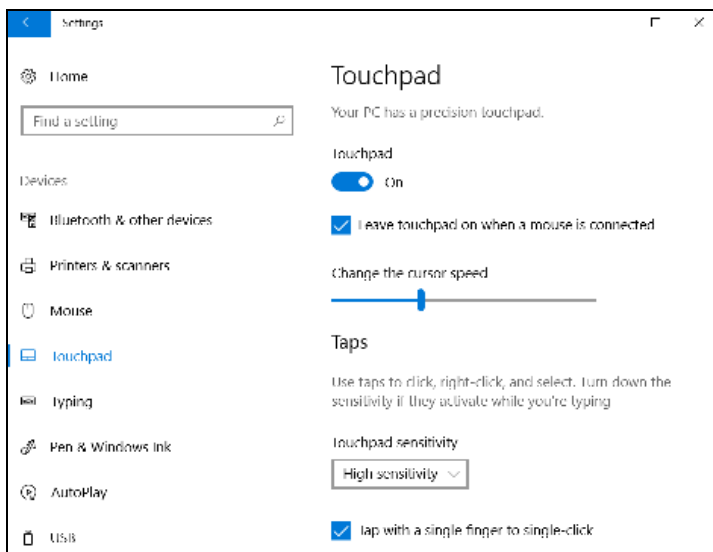 Settings
Home
Find a setting
Devices
Bluetooth & other devices
Printers & scanners
Mouse
Touchpad
Typing
Pen & Windows Ink
AutoPlay
USB
Touchpad
Your PC has a precision touchpad.
Touchpad
On
Leave touchpad on when a mouse is connected
Change the cursor speed
Taps
Use taps to click, right-click, and select. Turn down the
sensitivity if they activate while you're typing
Touchpad sensitivity
High sensitivity
Tap with a single finger to single-click